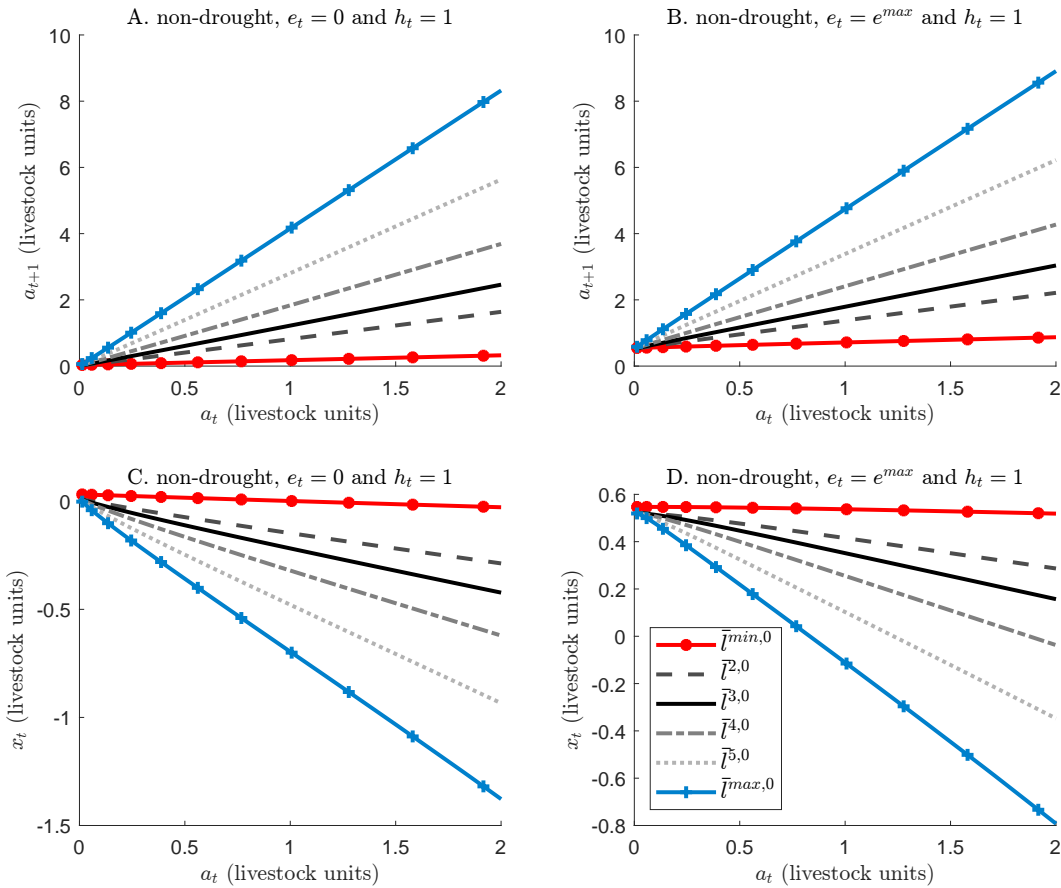 A. non-drought, $e_t = 0$ and $h_t = 1$
10
8
6
4
2
0
$a_{t+1}$ (livestock units)
0 0.5 1 1.5 2
$a_t$ (livestock units)
B. non-drought, $e_t = e^{max}$ and $h_t = 1$
10
8
6
4
2
0
$a_{t+1}$ (livestock units)
0 0.5 1 1.5 2
$a_t$ (livestock units)
C. non-drought, $e_t = 0$ and $h_t = 1$
0
-0.5
-1
-1.5
$x_t$ (livestock units)
0 0.5 1 1.5 2
$a_t$ (livestock units)
D. non-drought, $e_t = e^{max}$ and $h_t = 1$
0.6
0.4
0.2
0
-0.2
-0.4
-0.6
-0.8
$x_t$ (livestock units)
$\bar{l}^{min,0}$
$\bar{l}^{2,0}$
$\bar{l}^{3,0}$
$\bar{l}^{4,0}$
$\bar{l}^{5,0}$
$\bar{l}^{max,0}$
0 0.5 1 1.5 2
$a_t$ (livestock units)